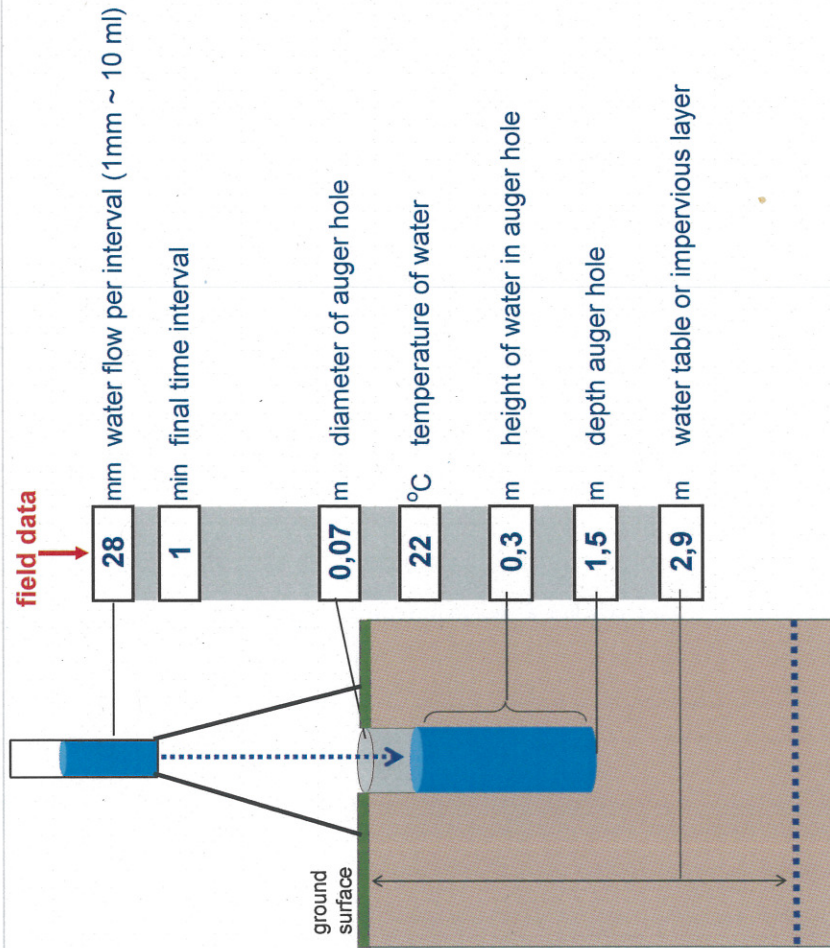 field data
28 mm water flow per interval (1mm ~ 10 ml)
1 min final time interval
0,07 m diameter of auger hole
22 ºC temperature of water
0,3 m height of water in auger hole
1,5 m depth auger hole
2,9 m water table or impervious layer
ground
surface